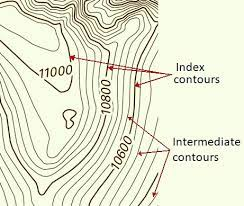 11000
Index
contours
10800
Intermediate
contours
10600